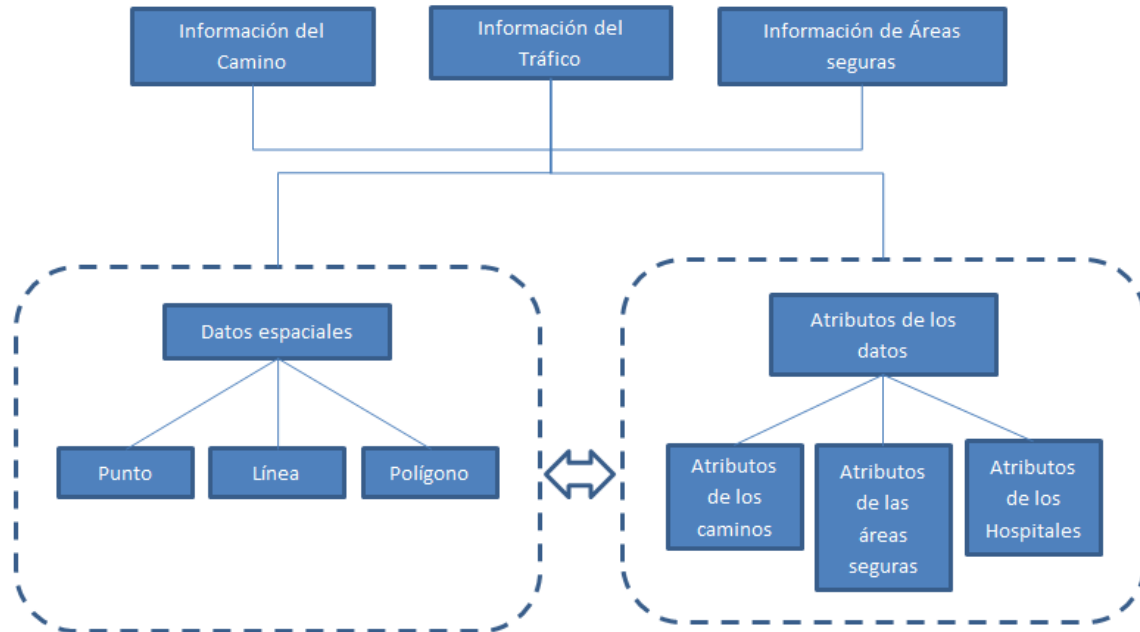 Información del
Camino
Información del
Tráfico
Información de Áreas
seguras
Datos espaciales
Punto
Línea
Polígono
Atributos de los
datos
Atributos
de los
caminos
Atributos
de las
áreas
seguras
Atributos
de los
Hospitales